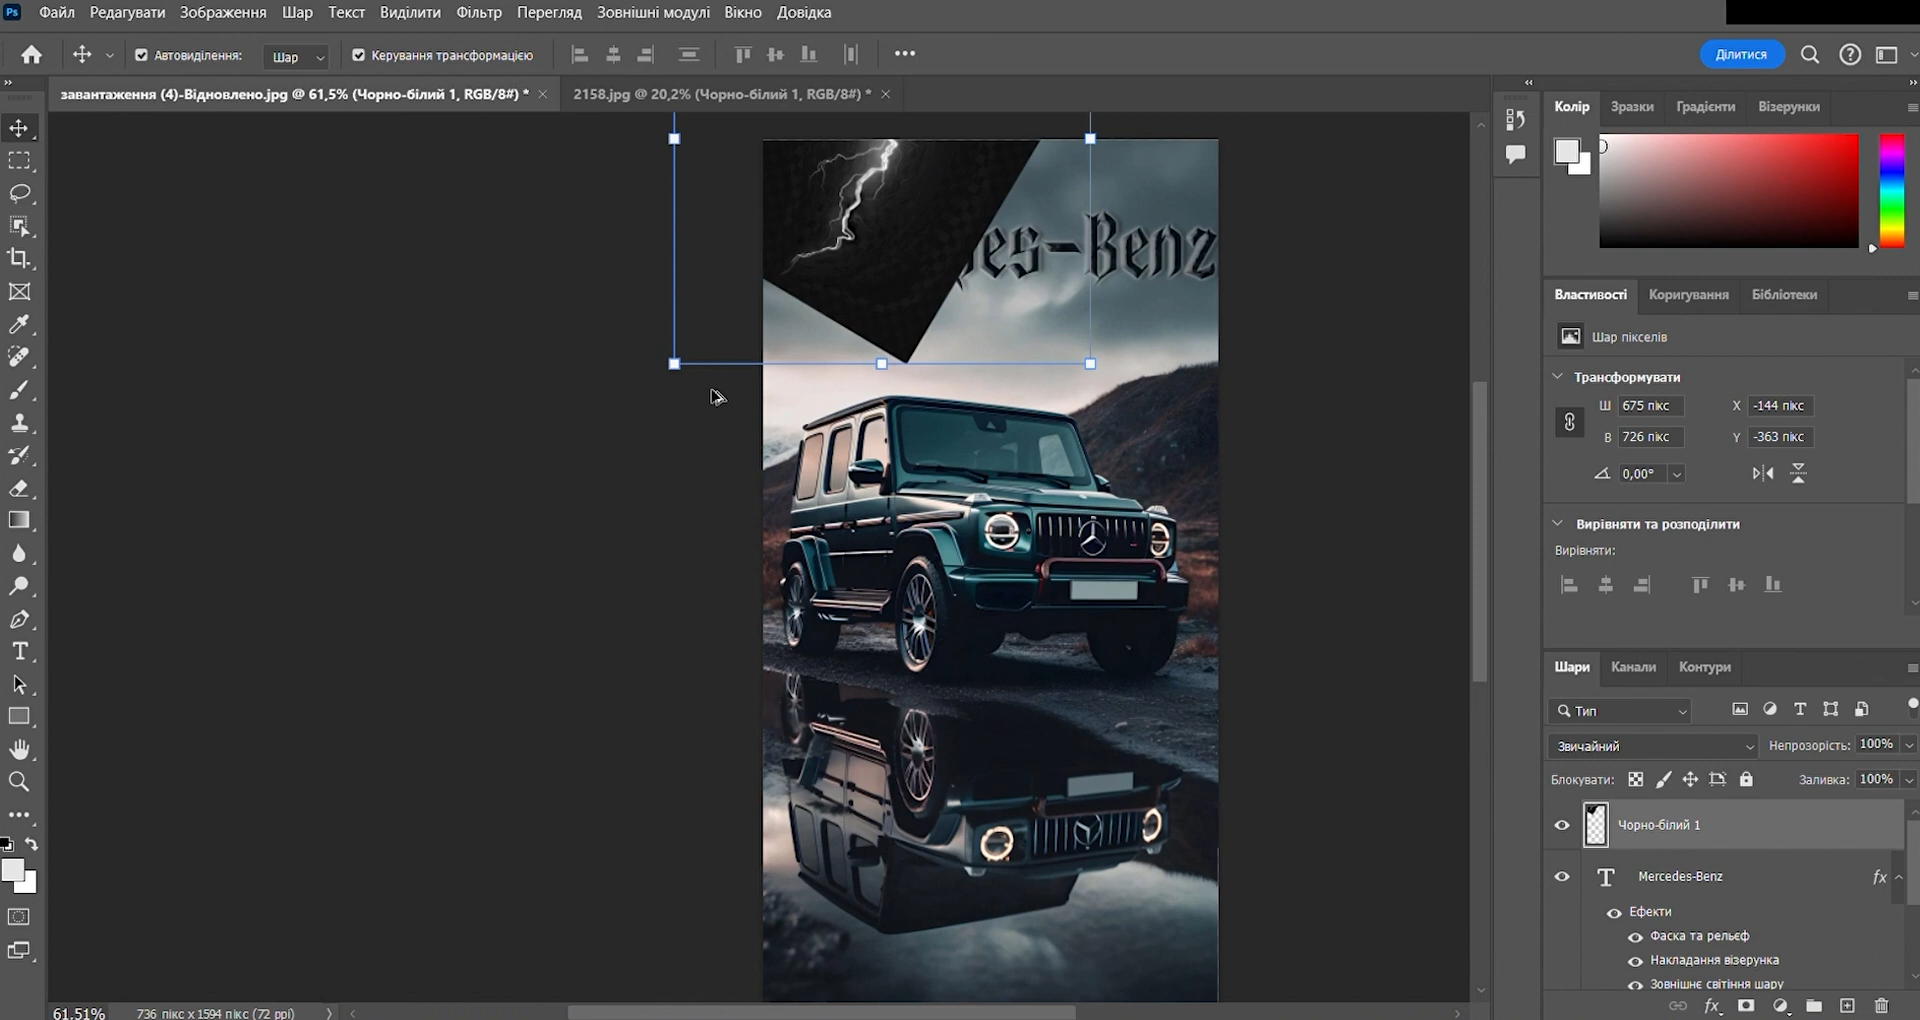 Ps Файл Редагувати Зображення Шар Текст Виділити Фільтр Перегляд Зовнішні модулі Вікно Довідка
Автовиділення: Шар Керування трансформацією Ділитися
завантаження (4)-Відновлено.jpg @ 61,5% (Чорно-білий 1, RGB/8#) * 2158.jpg @ 20,2% (Чорно-білий 1, RGB/8#) *
Колір Зразки Градієнти Візерунки
des-Benz
Властивості Коригування Бібліотеки
Шар пікселів
Трансформувати
Ш 675 пікс X -144 пікс
В 726 пікс Y -363 пікс
0,00°
Вирівняти та розподілити
Вирівняти:
Шари Канали Контури
Тип
Звичайний Непрозорість: 100%
Блокувати: Заливка: 100%
Чорно-білий 1
Mercedes-Benz fx
Ефекти
Фаска та рельєф
Накладання візерунка
Зовнішнє світіння шару
61.51% 736 пікс x 1594 пікс (72 ppi) fx